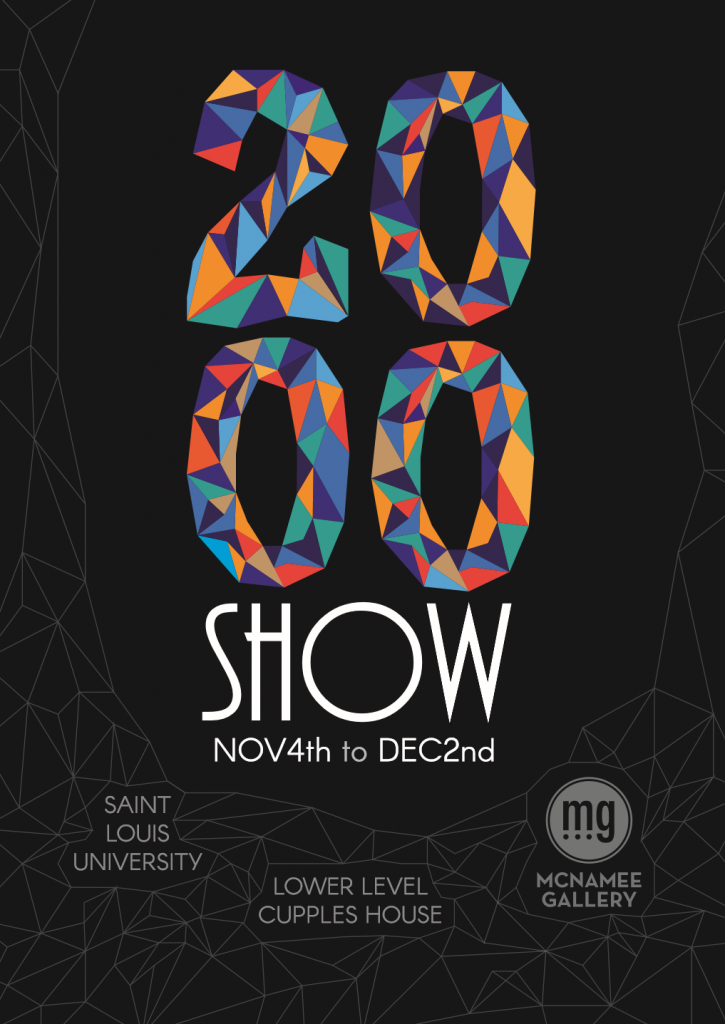 20
00
SHOW
NOV4th to DEC2nd
SAINT
LOUIS
UNIVERSITY
LOWER LEVEL
CUPPLES HOUSE
mg
MCNAMEE
GALLERY